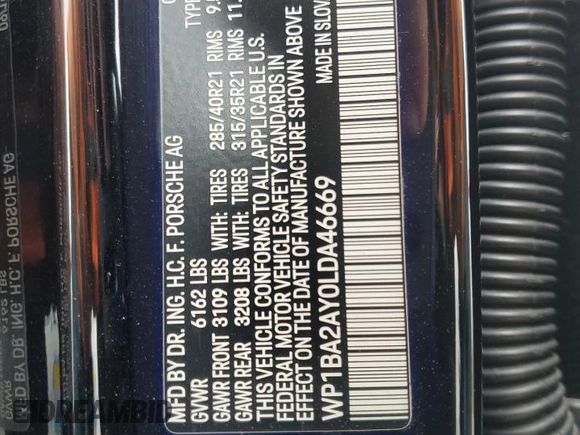 MFD BY DR. ING. H.C. F. PORSCHE AG
GVWR 6162 LBS
GAWR FRONT 3109 LBS WITH: TIRES 285/40R21 RIMS
GAWR REAR 3208 LBS WITH: TIRES 315/35R21 RIMS 11.
THIS VEHICLE CONFORMS TO ALL APPLICABLE U.S.
FEDERAL MOTOR VEHICLE SAFETY STANDARDS IN
EFFECT ON THE DATE OF MANUFACTURE SHOWN ABOVE
WP1BA2AY0LDA46669
MADE IN SLOV
TYPE
DREAMBID